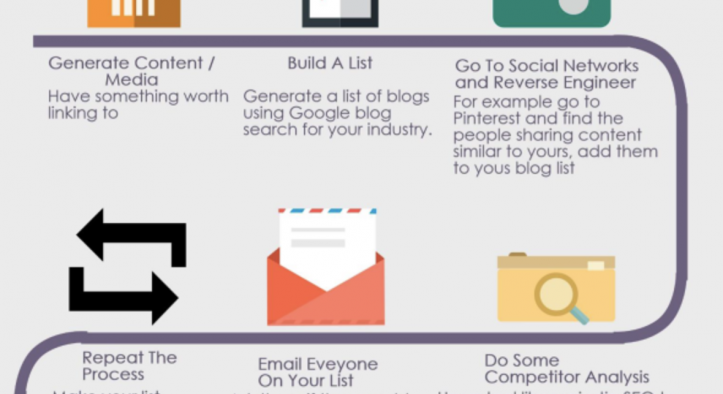 Generate Content /
Media
Have something worth
linking to
Build A List
Generate a list of blogs
using Google blog
search for your industry.
Go To Social Networks
and Reverse Engineer
For example go to
Pinterest and find the
people sharing content
similar to yours, add them
to yous blog list
Repeat The
Process
Email Eveyone
On Your List
Do Some
Competitor Analysis